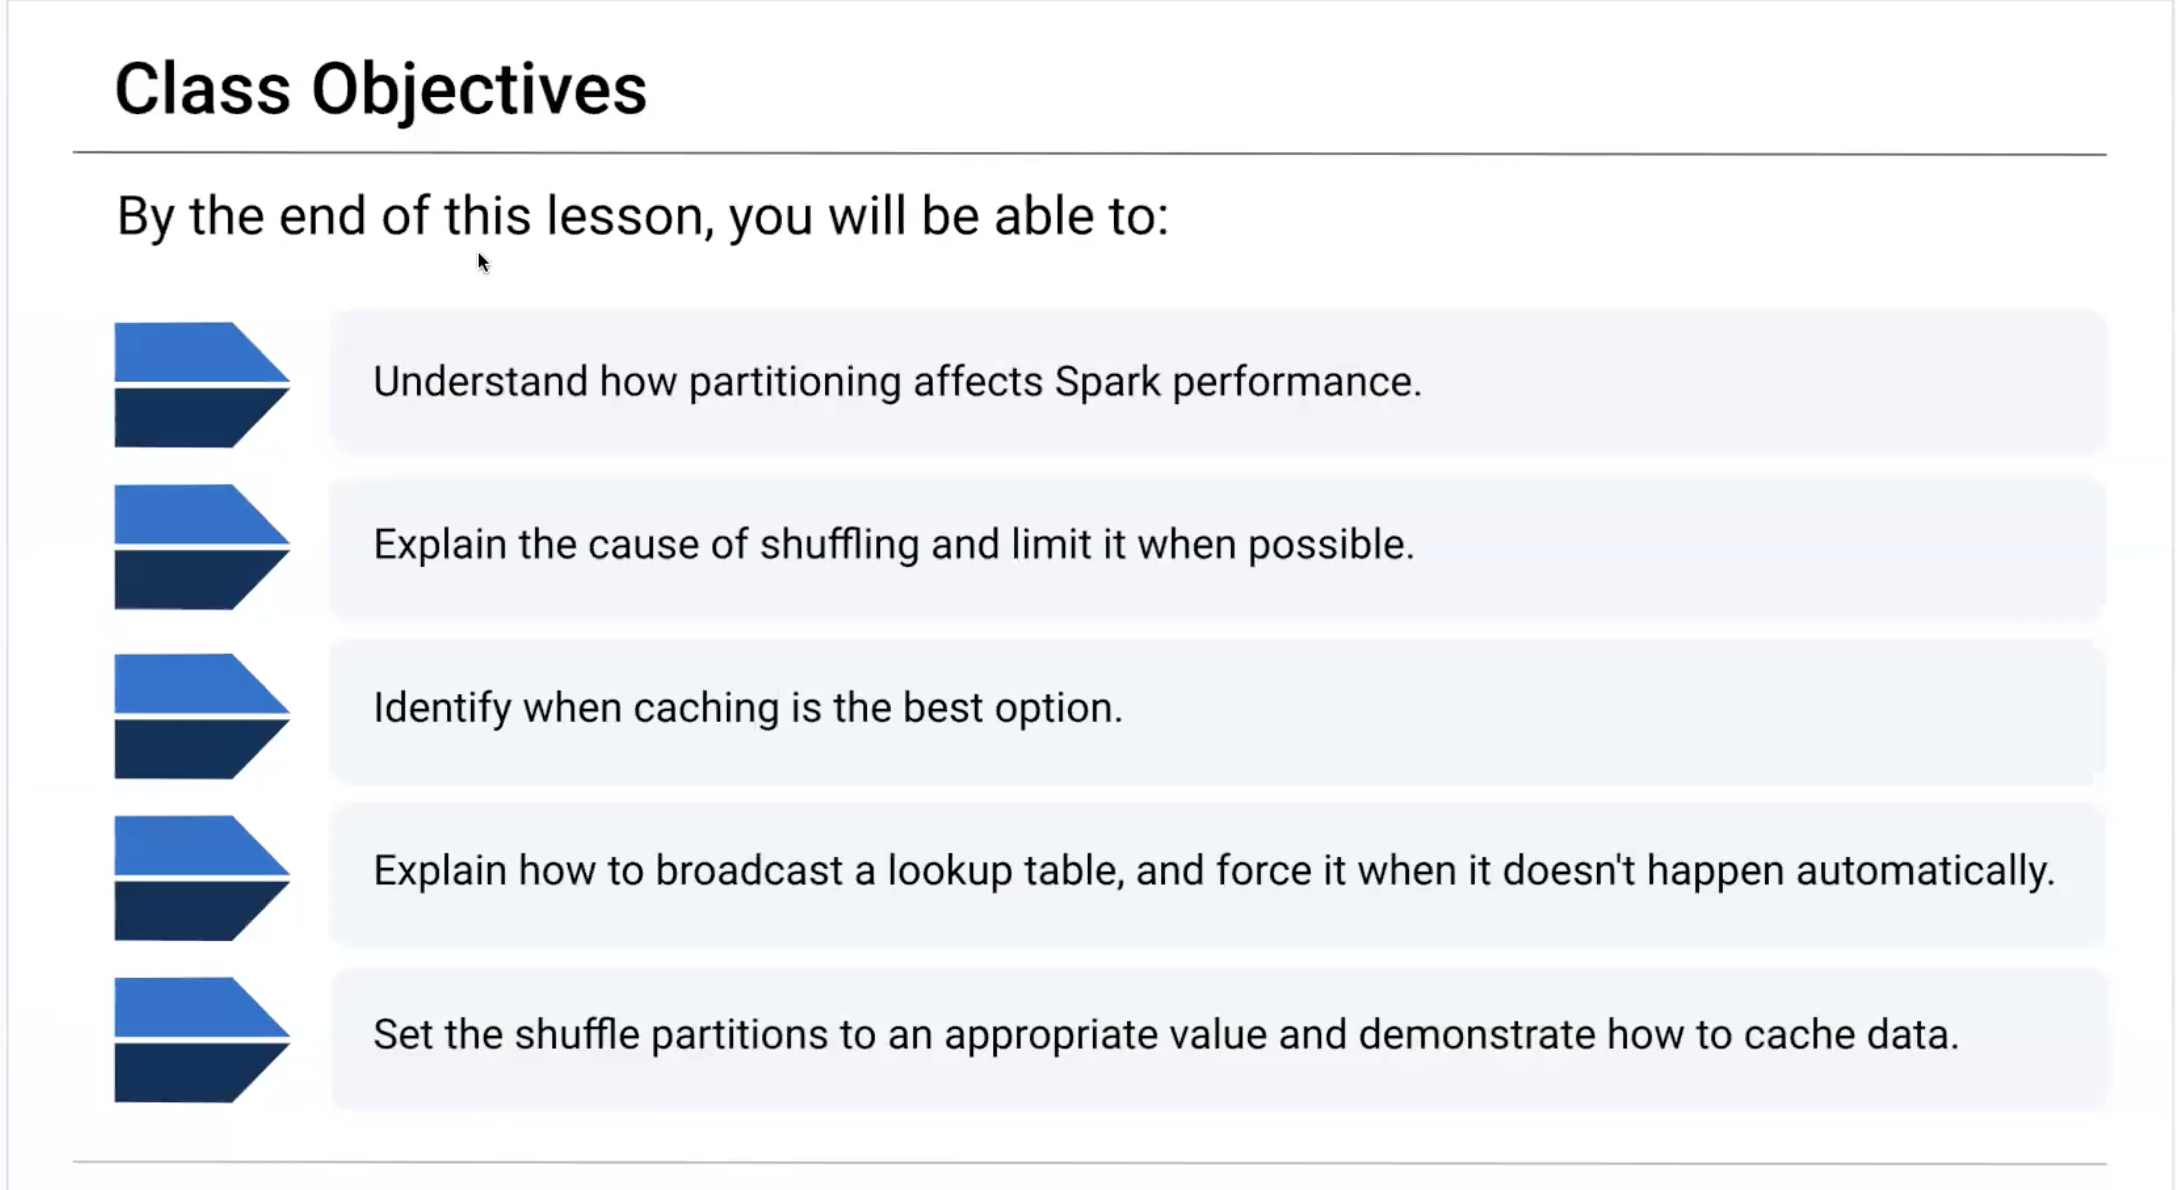 Class Objectives
By the end of this lesson, you will be able to:
Understand how partitioning affects Spark performance.
Explain the cause of shuffling and limit it when possible.
Identify when caching is the best option.
Explain how to broadcast a lookup table, and force it when it doesn't happen automatically.
Set the shuffle partitions to an appropriate value and demonstrate how to cache data.